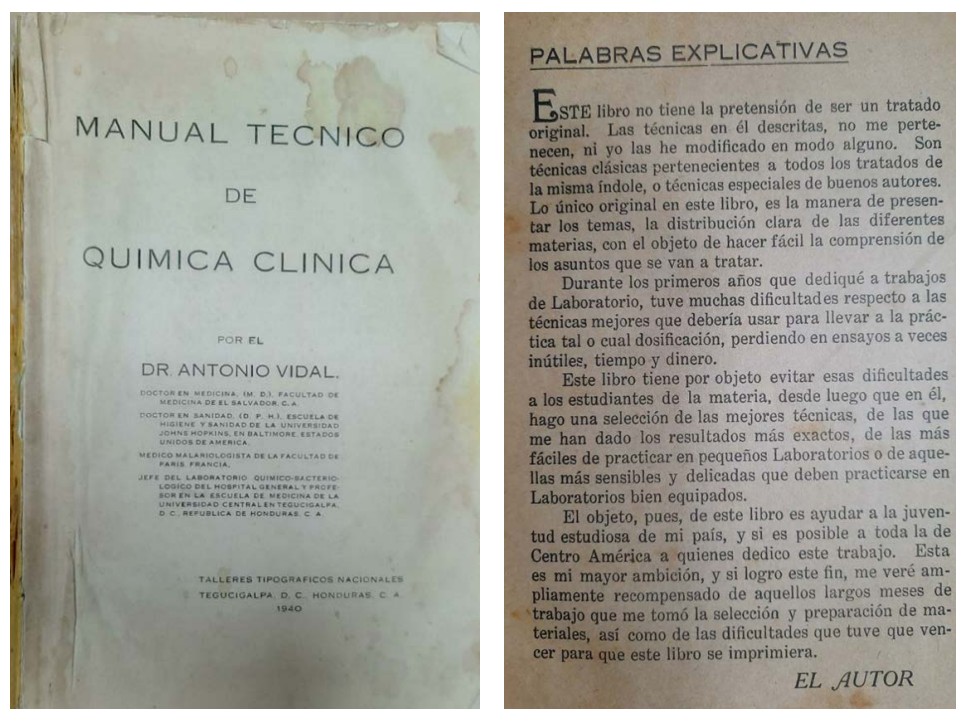 MANUAL TECNICO
DE
QUIMICA CLINICA
POR EL
DR. ANTONIO VIDAL.
DOCTOR EN MEDICINA, (M. D.), FACULTAD DE
MEDICINA DE EL SALVADOR, C. A.
DOCTOR EN SANIDAD, (D. P. H.), ESCUELA DE
HIGIENE Y SANIDAD DE LA UNIVERSIDAD
JOHNS HOPKINS, EN BALTIMORE, ESTADOS
UNIDOS DE AMERICA.
MEDICO MALARIOLOGISTA DE LA FACULTAD DE
PARIS, FRANCIA.
JEFE DEL LABORATORIO QUIMICO-BACTERIO-
LOGICO DEL HOSPITAL GENERAL Y PROFE-
SOR EN LA ESCUELA DE MEDICINA DE LA
UNIVERSIDAD CENTRAL EN TEGUCIGALPA,
D. C., REPUBLICA DE HONDURAS, C. A.
TALLERES TIPOGRAFICOS NACIONALES
TEGUCIGALPA, D. C., HONDURAS, C. A.
1940
PALABRAS EXPLICATIVAS
ESTE libro no tiene la pretensión de ser un tratado
original. Las técnicas en él descritas, no me perte-
necen, ni yo las he modificado en modo alguno. Son
técnicas clásicas pertenecientes a todos los tratados de
la misma índole, o técnicas especiales de buenos autores.
Lo único original en este libro, es la manera de presen-
tar los temas, la distribución clara de las diferentes
materias, con el objeto de hacer fácil la comprensión de
los asuntos que se van a tratar.
Durante los primeros años que dediqué a trabajos
de Laboratorio, tuve muchas dificultades respecto a las
técnicas mejores que debería usar para llevar a la prác-
tica tal o cual dosificación, perdiendo en ensayos a veces
inútiles, tiempo y dinero.
Este libro tiene por objeto evitar esas dificultades
a los estudiantes de la materia, desde luego que en él,
hago una selección de las mejores técnicas, de las que
me han dado los resultados más exactos, de las más
fáciles de practicar en pequeños Laboratorios o de aque-
llas más sensibles y delicadas que deben practicarse en
Laboratorios bien equipados.
El objeto, pues, de este libro es ayudar a la juven-
tud estudiosa de mi país, y si es posible a toda la de
Centro América a quienes dedico este trabajo. Esta
es mi mayor ambición, y si logro este fin, me veré am-
pliamente recompensado de aquellos largos meses de
trabajo que me tomó la selección y preparación de ma-
teriales, así como de las dificultades que tuve que ven-
cer para que este libro se imprimiera.
EL AUTOR